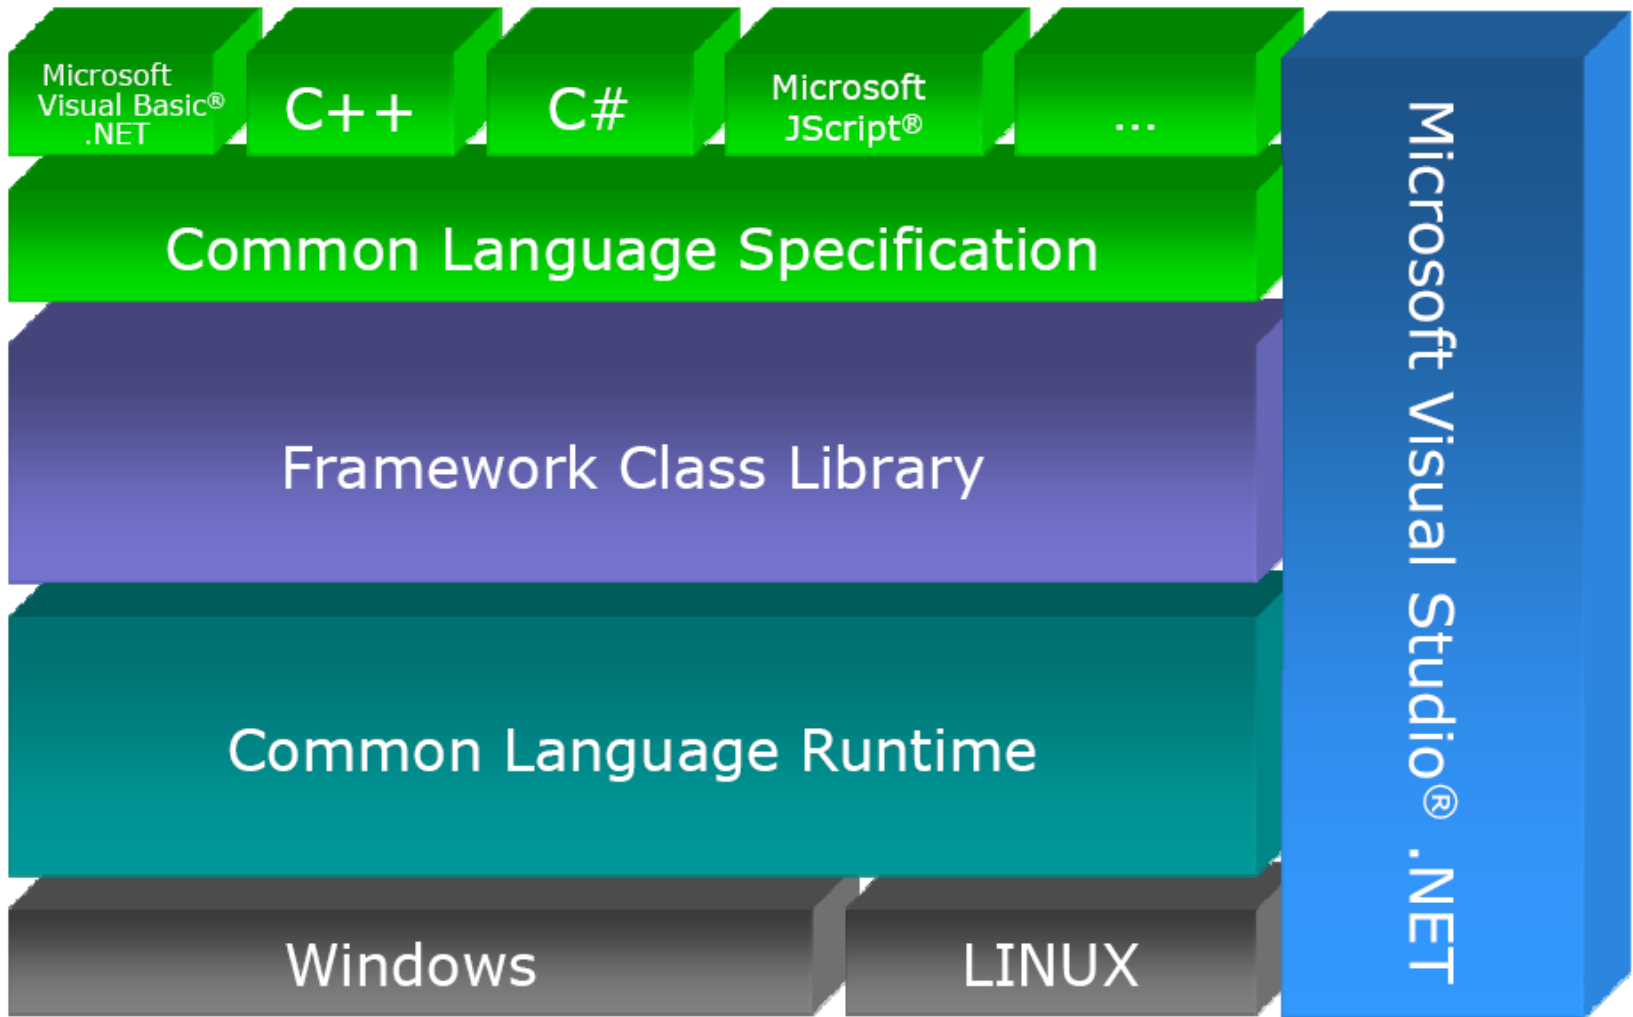 Microsoft
Visual Basic®
.NET
C++
C#
Microsoft
JScript®
...
Common Language Specification
Framework Class Library
Common Language Runtime
Windows
LINUX
Microsoft Visual Studio® .NET